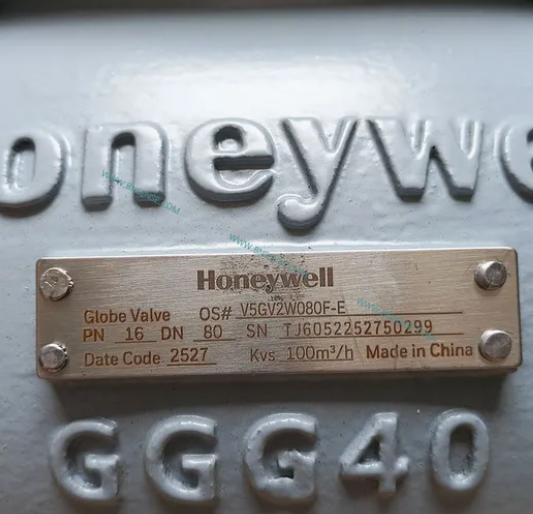 oneywe
Honeywell
Globe Valve OS# V5GV2W080F-E
PN 16 DN 80 SN TJ6052252750299
Date Code 2527 Kvs 100m³/h Made in China
GGG40